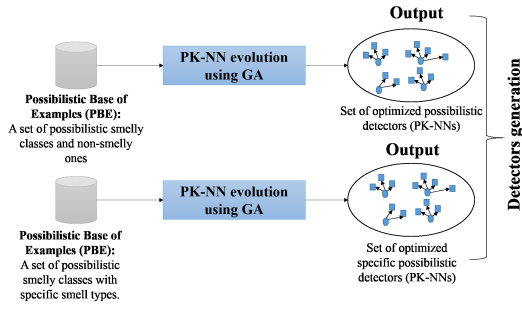 Output
PK-NN evolution
using GA
Possibilistic Base of
Examples (PBE):
A set of possibilistic smelly
classes and non-smelly
ones
Set of optimized possibilistic
detectors (PK-NNs)
Output
PK-NN evolution
using GA
Possibilistic Base of
Examples (PBE):
A set of possibilistic
smelly classes with
specific smell types.
Set of optimized
specific possibilistic
detectors (PK-NNs)
Detectors generation